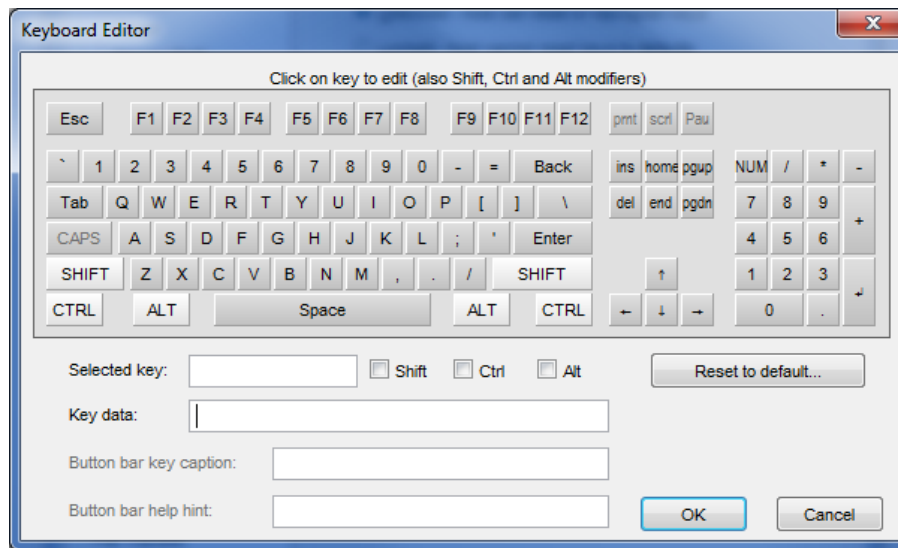 Keyboard Editor
Click on key to edit (also Shift, Ctrl and Alt modifiers)
Esc F1 F2 F3 F4 F5 F6 F7 F8 F9 F10 F11 F12 prnt scrl Pau
` 1 2 3 4 5 6 7 8 9 0 - = Back ins home pgup NUM / * -
Tab Q W E R T Y U I O P [ ] \ del end pgdn 7 8 9 +
CAPS A S D F G H J K L ; ' Enter 4 5 6
SHIFT Z X C V B N M , . / SHIFT ↑ 1 2 3 ↵
CTRL ALT Space ALT CTRL ← ↓ → 0 .
Selected key: Shift Ctrl Alt Reset to default...
Key data:
Button bar key caption:
Button bar help hint: OK Cancel